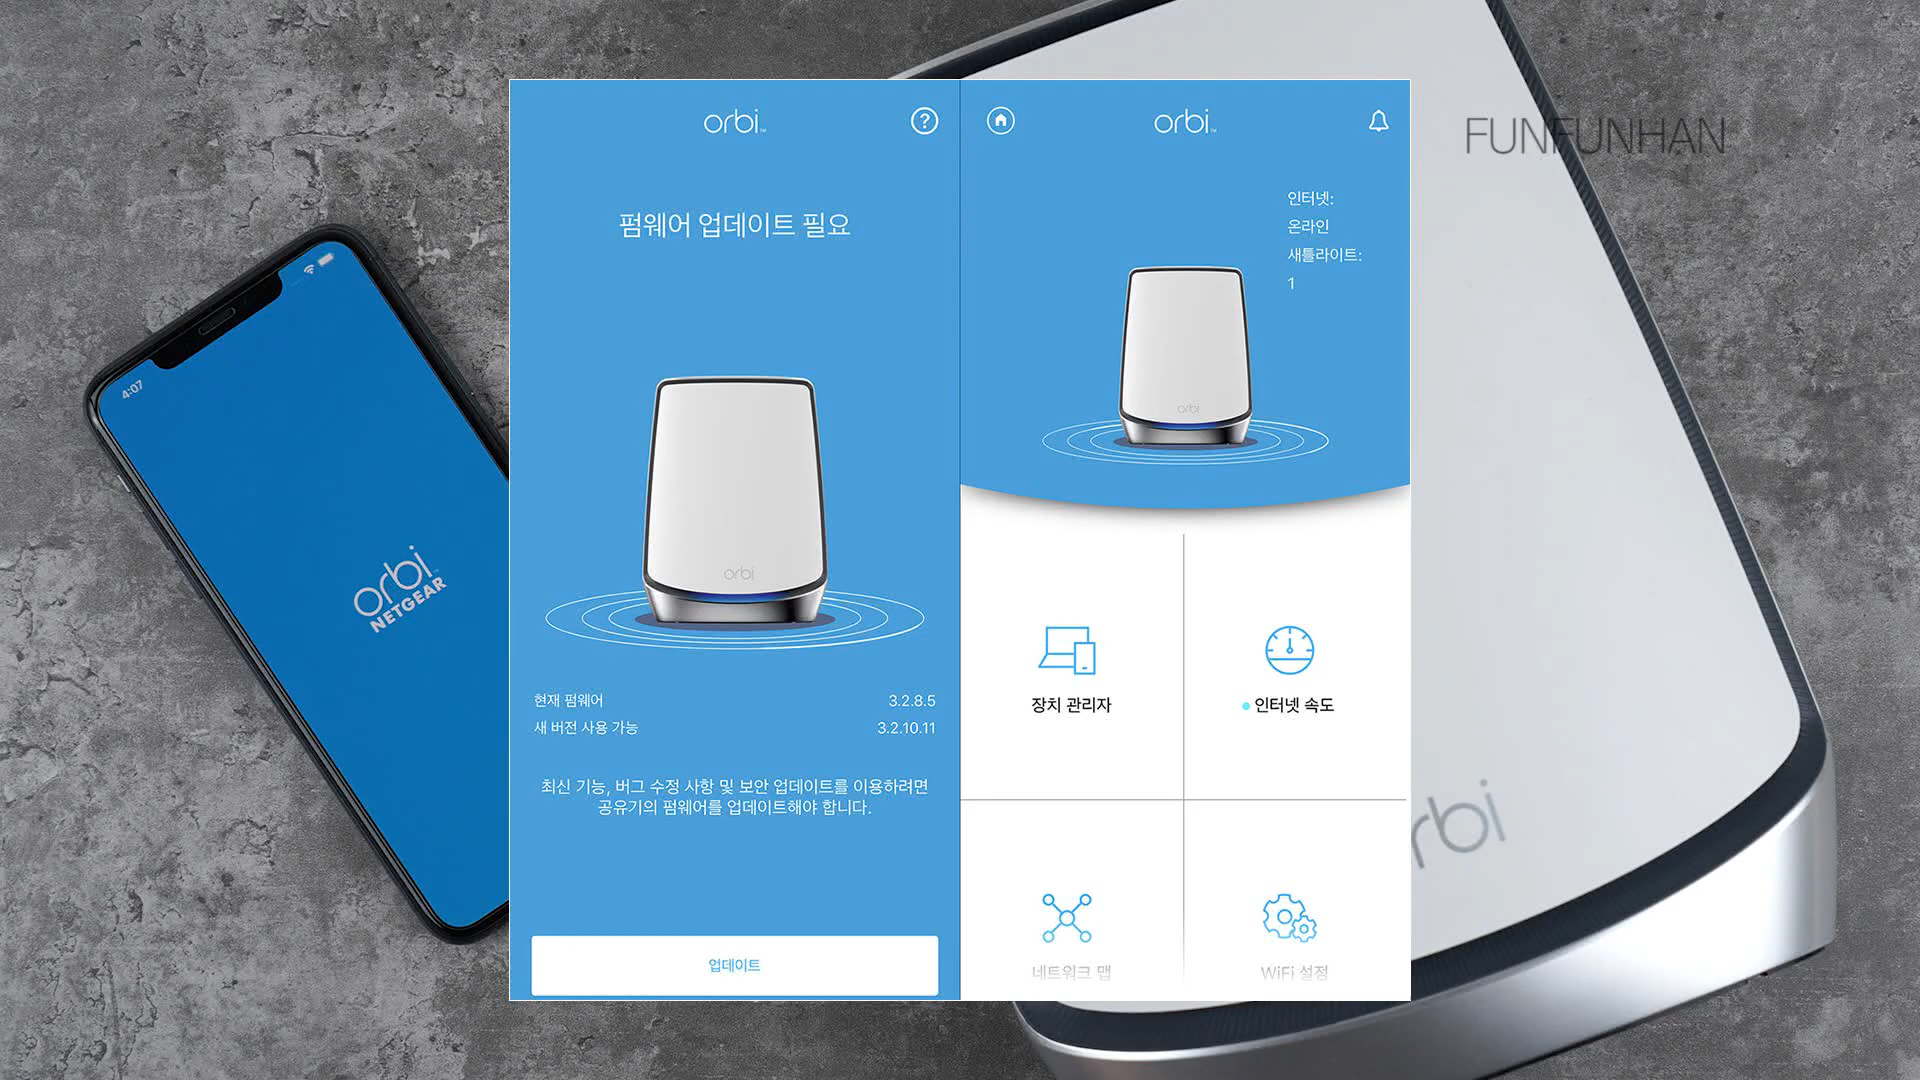 4:07
orbi
NETGEAR
orbi™
?
펌웨어 업데이트 필요
orbi
현재 펌웨어 3.2.8.5
새 버전 사용 가능 3.2.10.11
최신 기능, 버그 수정 사항 및 보안 업데이트를 이용하려면
공유기의 펌웨어를 업데이트해야 합니다.
업데이트
orbi™
인터넷:
온라인
새틀라이트:
1
orbi
장치 관리자
인터넷 속도
네트워크 맵
WiFi 설정
FUNFUNHAN
rbi